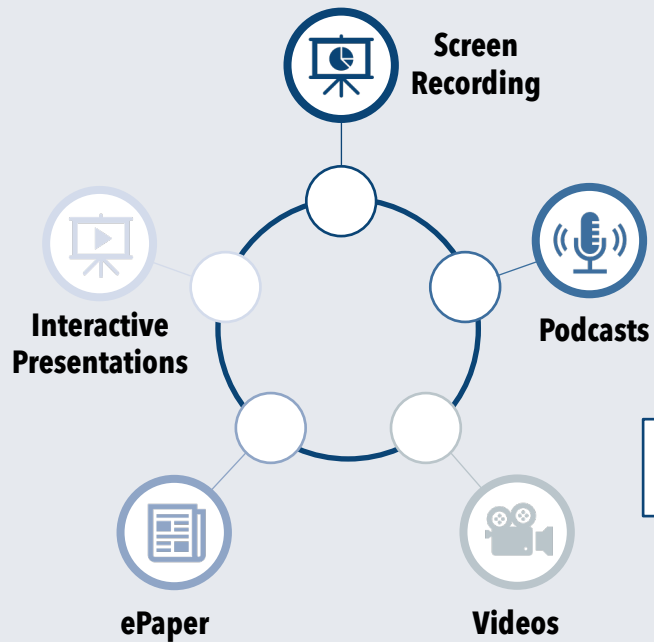 Screen
Recording
Podcasts
Interactive
Presentations
ePaper
Videos